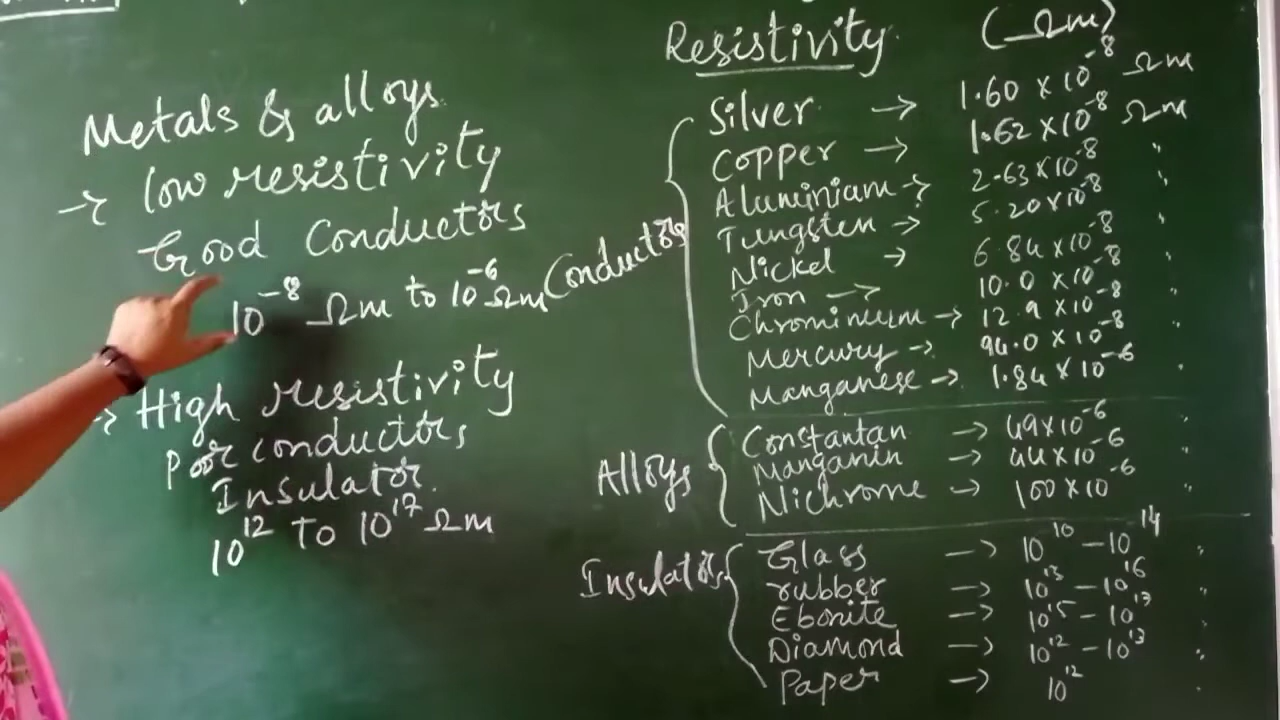 Metals & alloys
→ low resistivity
Good Conductors
10⁻⁸ Ωm to 10⁻⁶ Ωm
→ High resistivity
Poor conductors
Insulator.
10¹² To 10¹⁷ Ωm
Resistivity (Ωm)
Conductors
Silver → 1.60 × 10⁻⁸ Ωm
Copper → 1.62 × 10⁻⁸ Ωm
Aluminium → 2.63 × 10⁻⁸ "
Tungsten → 5.20 × 10⁻⁸ "
Nickel → 6.84 × 10⁻⁸ "
Iron → 10.0 × 10⁻⁸
Chromineum → 12.9 × 10⁻⁸ "
Mercury → 94.0 × 10⁻⁸
Manganese → 1.84 × 10⁻⁶ "
Alloys
Constantan → 49 × 10⁻⁶ "
Manganin → 44 × 10⁻⁶
Nichrome → 100 × 10⁻⁶ "
Insulators
Glass → 10¹⁰ – 10¹⁴ "
rubber → 10¹³ – 10¹⁶ "
Ebonite → 10¹⁵ – 10¹⁷ "
Diamond → 10¹² – 10¹³ "
Paper → 10¹² "